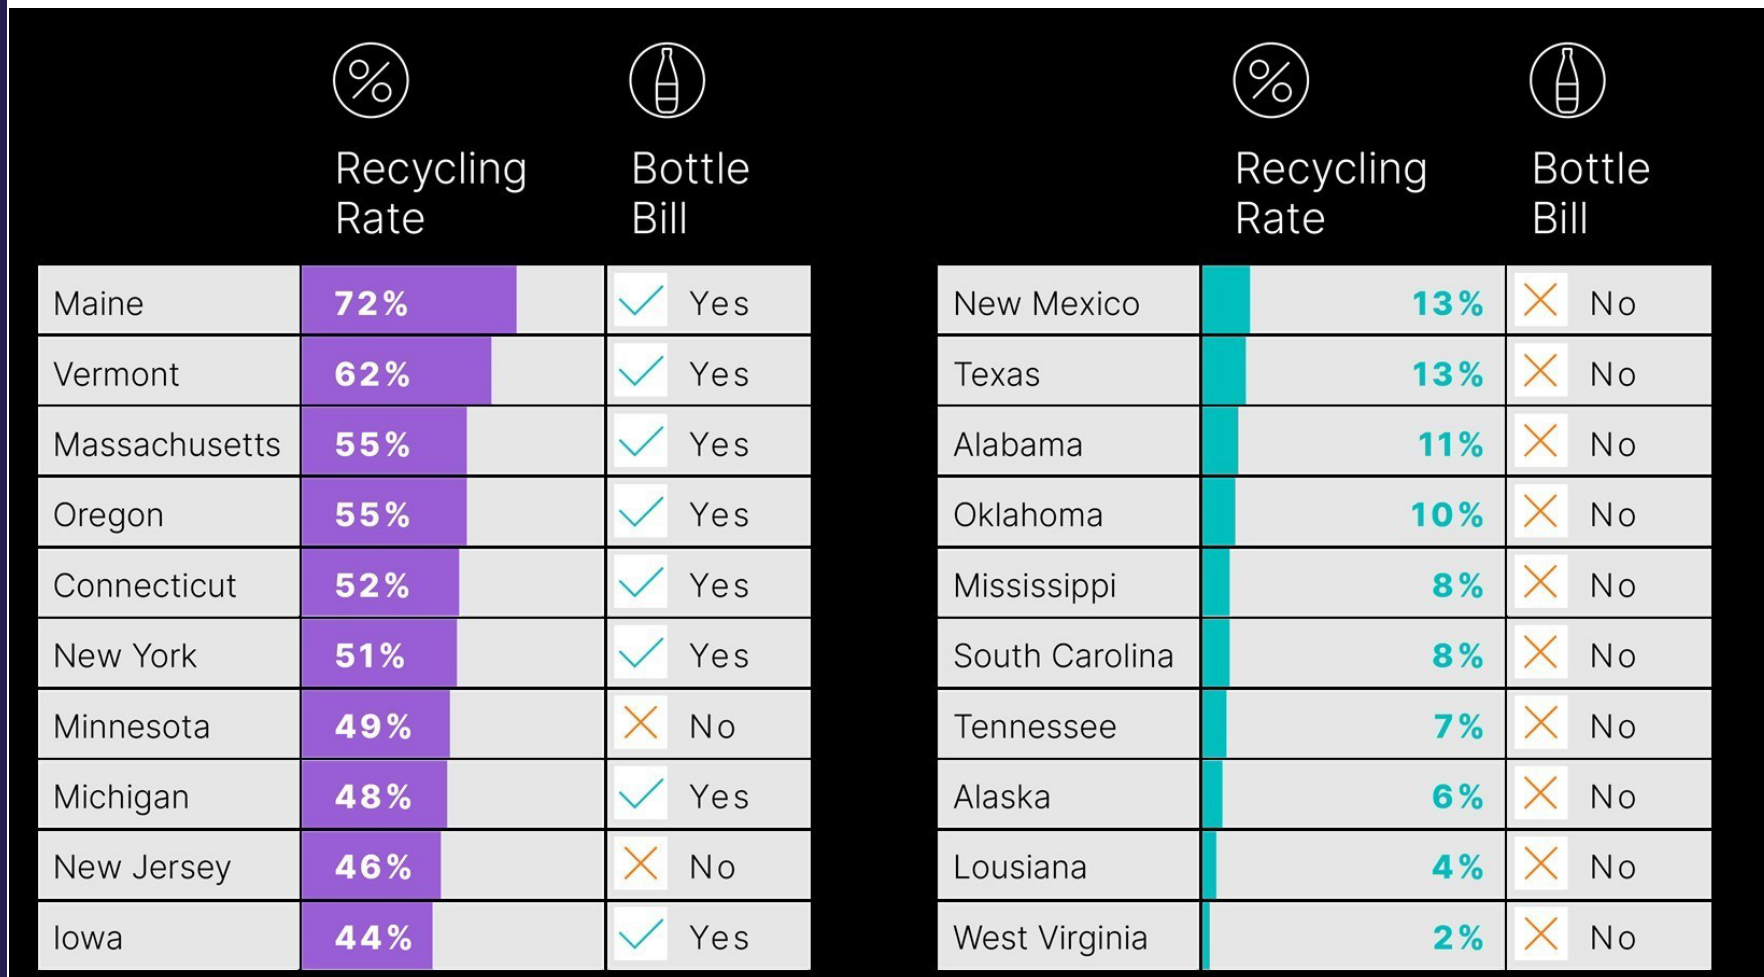 Recycling Rate Bottle Bill
Maine 72% Yes
Vermont 62% Yes
Massachusetts 55% Yes
Oregon 55% Yes
Connecticut 52% Yes
New York 51% Yes
Minnesota 49% No
Michigan 48% Yes
New Jersey 46% No
Iowa 44% Yes
Recycling Rate Bottle Bill
New Mexico 13% No
Texas 13% No
Alabama 11% No
Oklahoma 10% No
Mississippi 8% No
South Carolina 8% No
Tennessee 7% No
Alaska 6% No
Lousiana 4% No
West Virginia 2% No